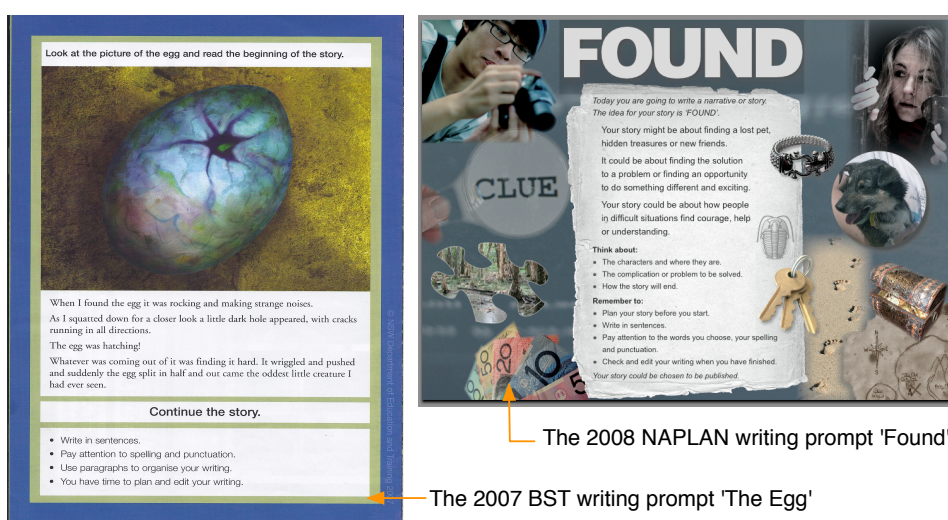 Look at the picture of the egg and read the beginning of the story.
When I found the egg it was rocking and making strange noises.
As I squatted down for a closer look a little dark hole appeared, with cracks
running in all directions.
The egg was hatching!
Whatever was coming out of it was finding it hard. It wriggled and pushed
and suddenly the egg split in half and out came the oddest little creature I
had ever seen.
Continue the story.
• Write in sentences.
• Pay attention to spelling and punctuation.
• Use paragraphs to organise your writing.
• You have time to plan and edit your writing.
© NSW Department of Education and Training
FOUND
Today you are going to write a narrative or story.
The idea for your story is 'FOUND'.
Your story might be about finding a lost pet,
hidden treasures or new friends.
It could be about finding the solution
to a problem or finding an opportunity
to do something different and exciting.
Your story could be about how people
in difficult situations find courage, help
or understanding.
Think about:
• The characters and where they are.
• The complication or problem to be solved.
• How the story will end.
Remember to:
• Plan your story before you start.
• Write in sentences.
• Pay attention to the words you choose, your spelling
and punctuation.
• Check and edit your writing when you have finished.
Your story could be chosen to be published.
CLUE
50
20
10
5
The 2008 NAPLAN writing prompt 'Found'
The 2007 BST writing prompt 'The Egg'